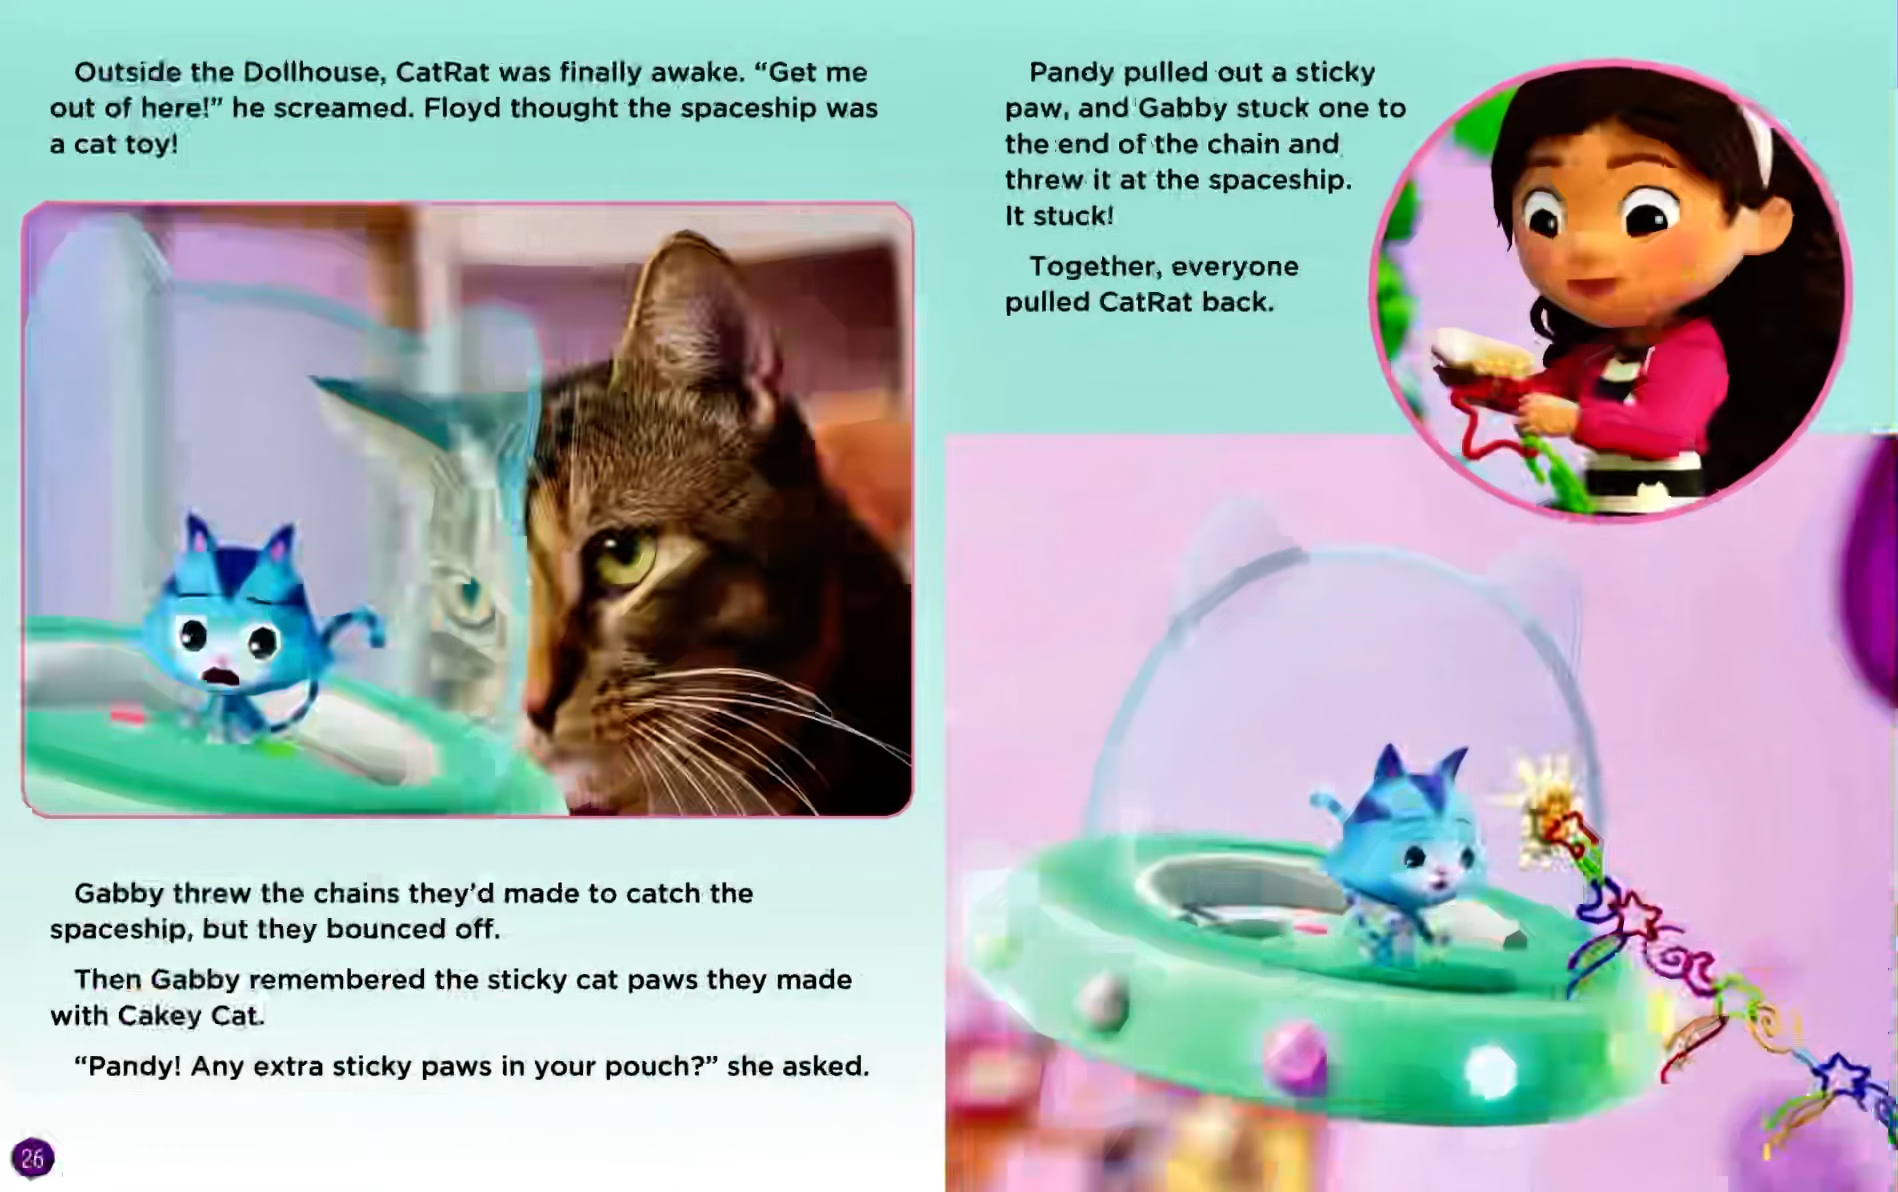 Outside the Dollhouse, CatRat was finally awake. “Get me
out of here!” he screamed. Floyd thought the spaceship was
a cat toy!
Gabby threw the chains they’d made to catch the
spaceship, but they bounced off.
Then Gabby remembered the sticky cat paws they made
with Cakey Cat.
“Pandy! Any extra sticky paws in your pouch?” she asked.
26
Pandy pulled out a sticky
paw, and Gabby stuck one to
the end of the chain and
threw it at the spaceship.
It stuck!
Together, everyone
pulled CatRat back.